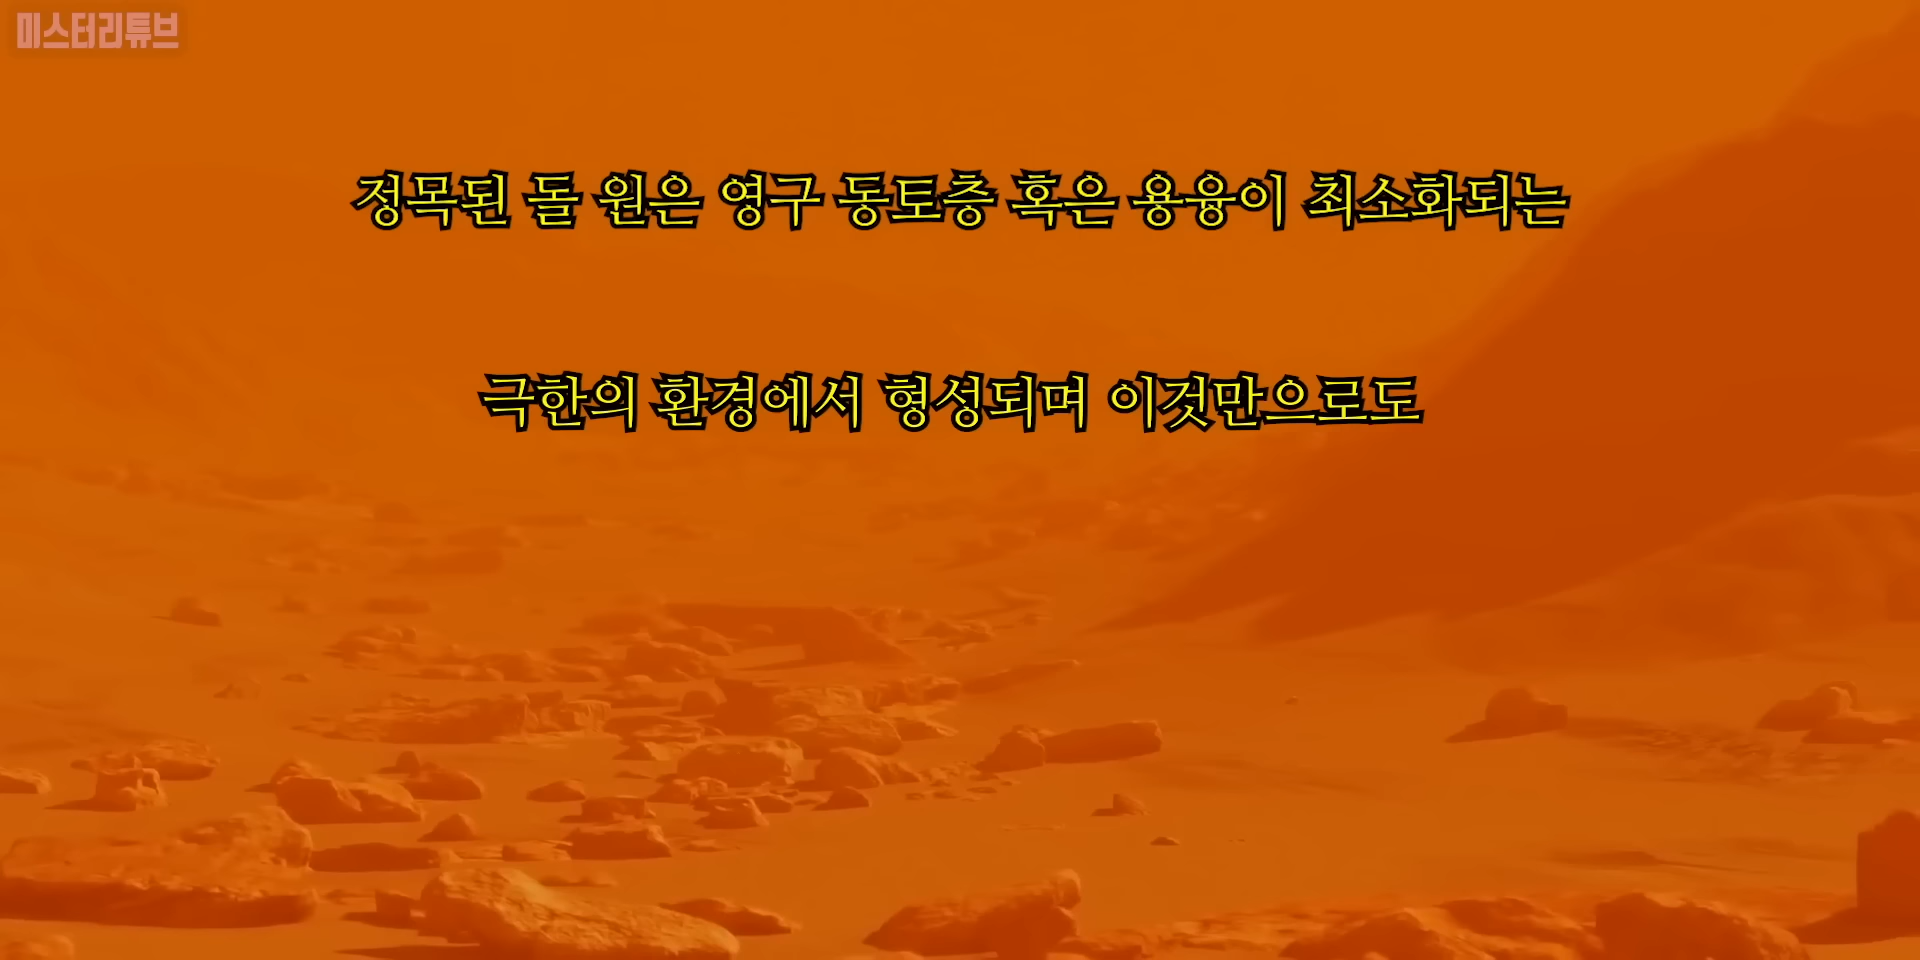 미스터리튜브
정목된 돌 원은 영구 동토층 혹은 용융이 최소화되는
극한의 환경에서 형성되며 이것만으로도